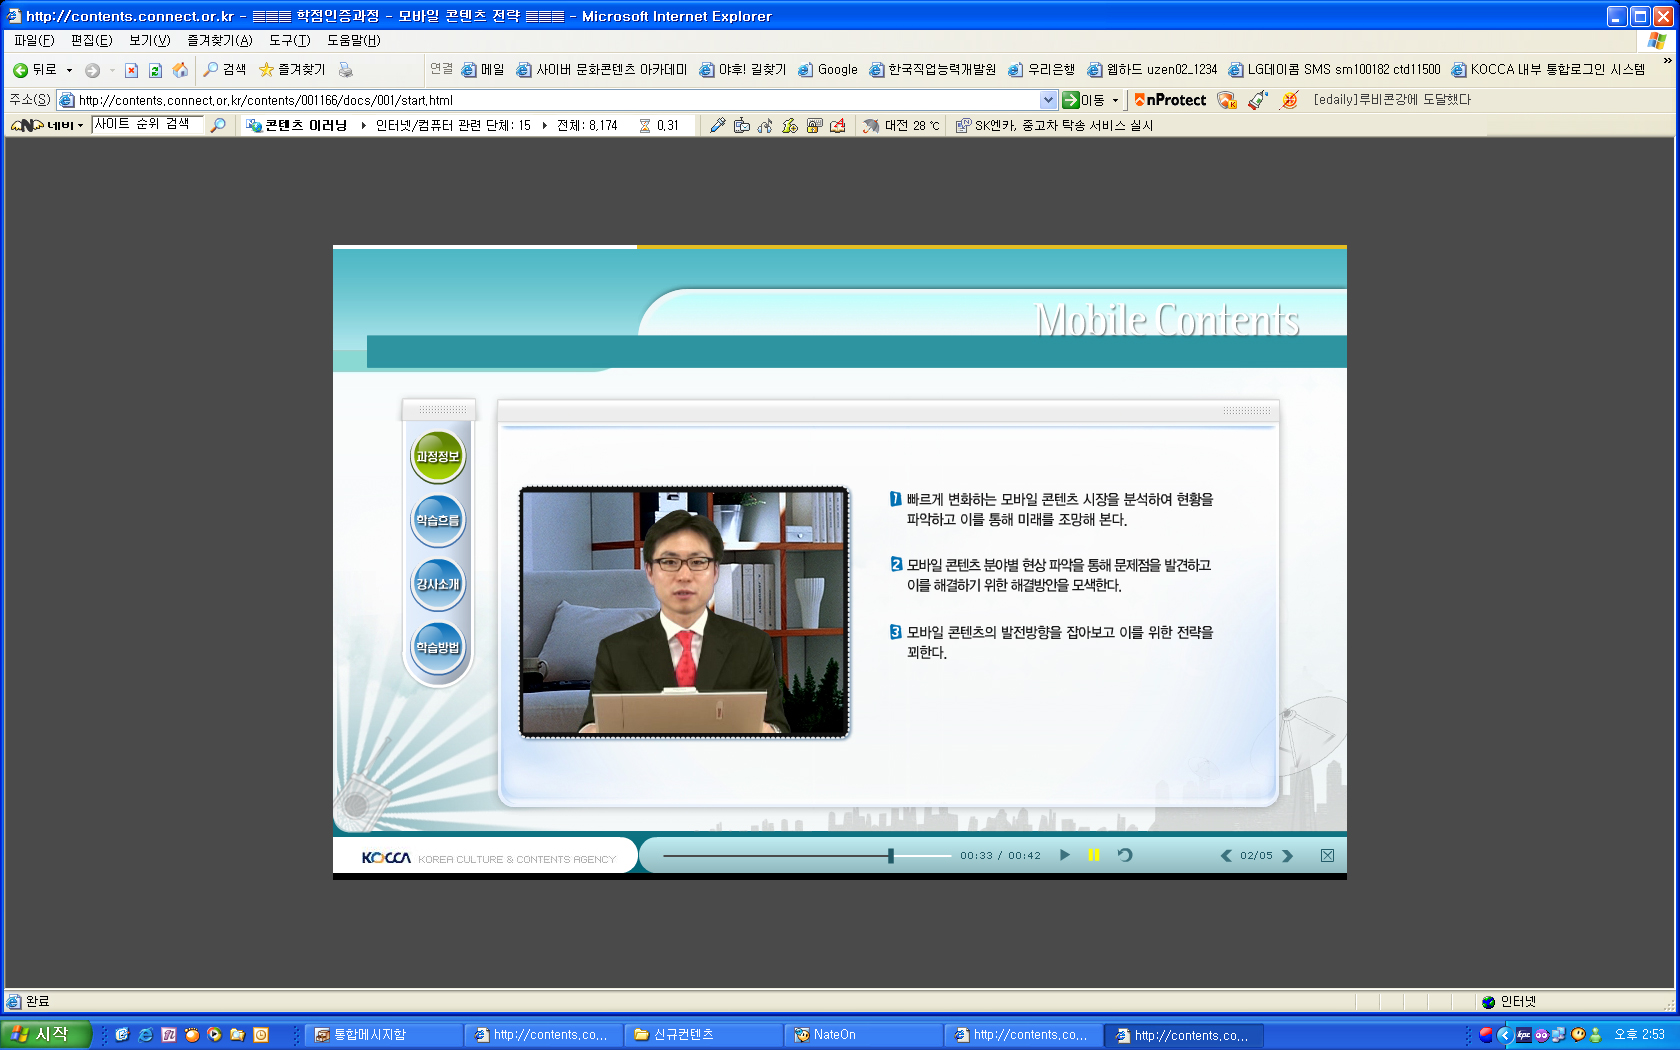 http://contents.connect.or.kr - ☰☰☰ 학점인증과정 - 모바일 콘텐츠 전략 ☰☰☰ - Microsoft Internet Explorer
파일(F) 편집(E) 보기(V) 즐겨찾기(A) 도구(T) 도움말(H)
뒤로 검색 즐겨찾기 연결 메일 사이버 문화콘텐츠 아카데미 야후! 길찾기 Google 한국직업능력개발원 우리은행 웹하드 uzen02_1234 LG데이콤 SMS sm100182 ctd11500 KOCCA 내부 통합로그인 시스템
주소(S) http://contents.connect.or.kr/contents/001166/docs/001/start.html 이동 nProtect [edaily]루비콘강에 도달했다
네비 사이트 순위 검색 콘텐츠 이러닝 인터넷/컴퓨터 관련 단체: 15 전체: 8,174 0,31 대전 28 ℃ SK엔카, 중고차 탁송 서비스 실시
Mobile Contents
과정정보
학습흐름
강사소개
학습방법
1 빠르게 변화하는 모바일 콘텐츠 시장을 분석하여 현황을
파악하고 이를 통해 미래를 조망해 본다.
2 모바일 콘텐츠 분야별 현상 파악을 통해 문제점을 발견하고
이를 해결하기 위한 해결방안을 모색한다.
3 모바일 콘텐츠의 발전방향을 잡아보고 이를 위한 전략을
꾀한다.
KOCCA KOREA CULTURE & CONTENTS AGENCY 00:33 / 00:42 02/05
완료 인터넷
시작 통합메시지함 http://contents.co... 신규컨텐츠 NateOn http://contents.co... http://contents.co... 오후 2:53